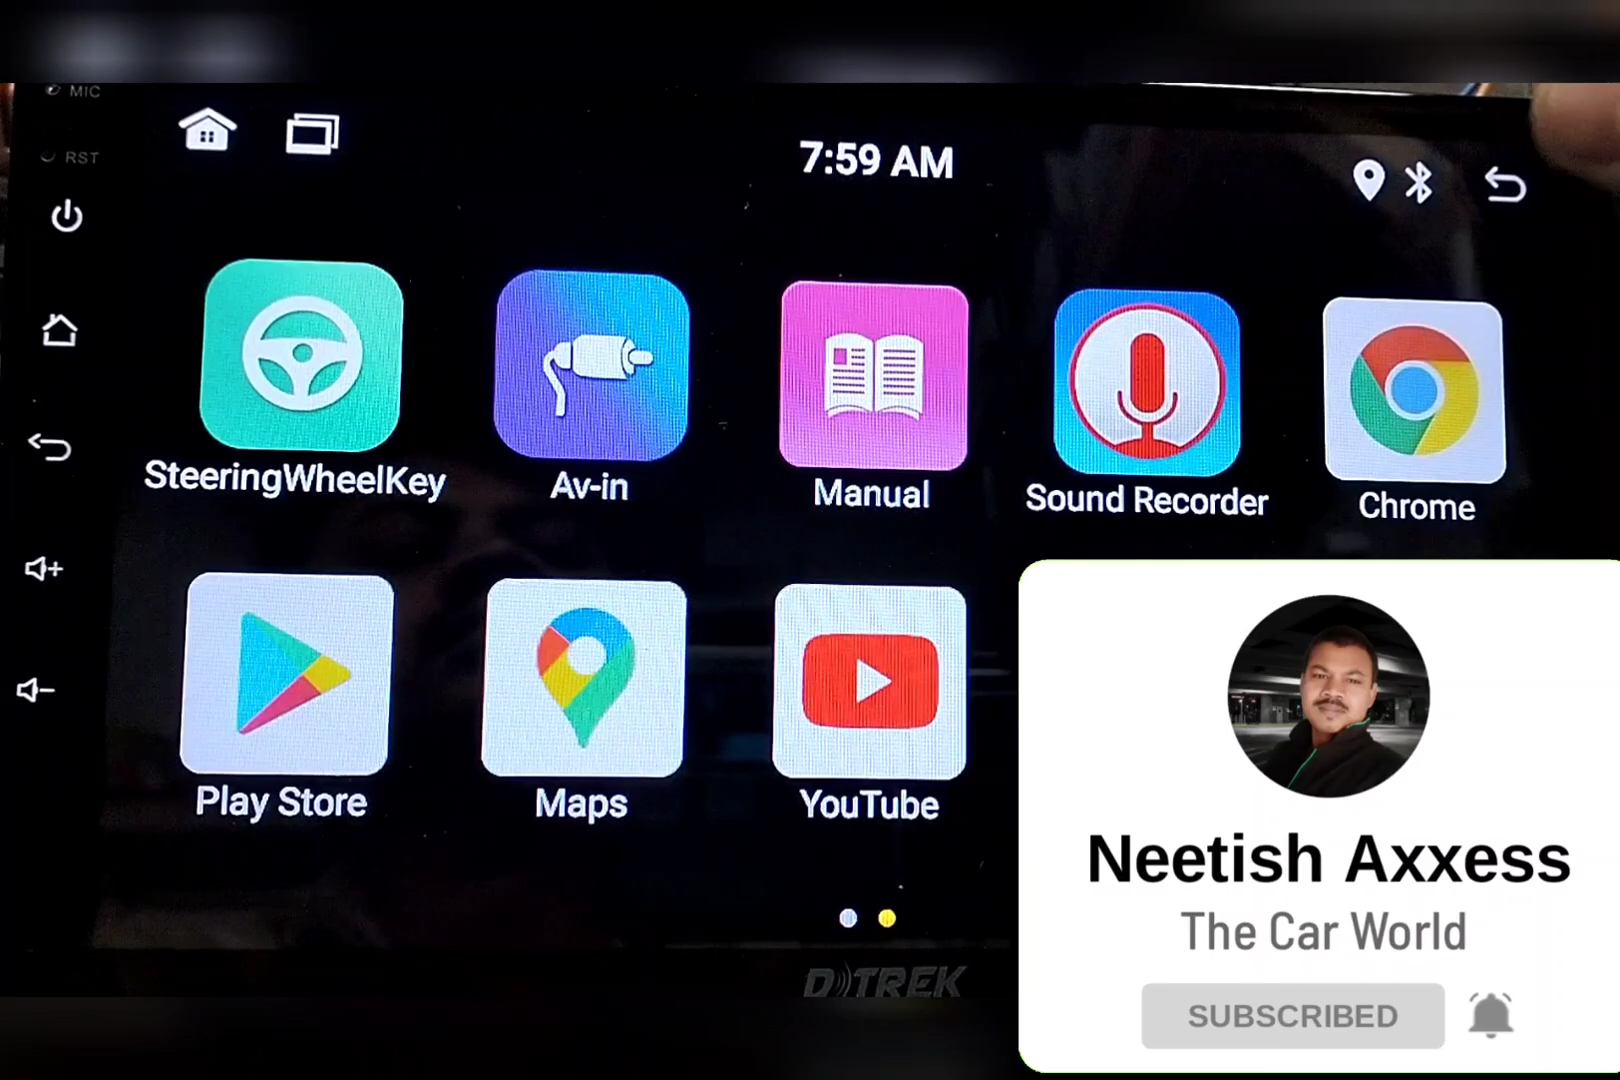 MIC
RST
7:59 AM
SteeringWheelKey
Av-in
Manual
Sound Recorder
Chrome
Play Store
Maps
YouTube
D TREK
Neetish Axxess
The Car World
SUBSCRIBED